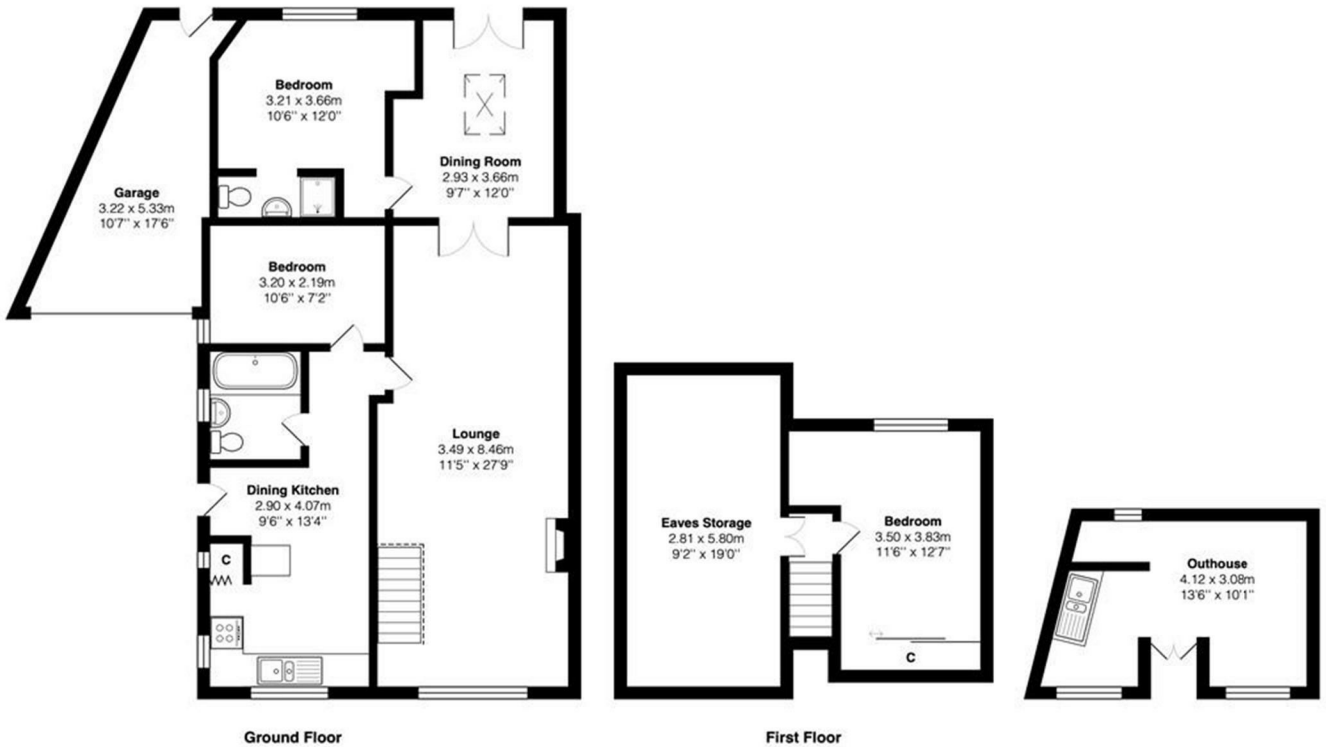 Bedroom
3.21 x 3.66m
10'6'' x 12'0''
Dining Room
2.93 x 3.66m
9'7'' x 12'0''
Garage
3.22 x 5.33m
10'7'' x 17'6''
Bedroom
3.20 x 2.19m
10'6'' x 7'2''
Lounge
3.49 x 8.46m
11'5'' x 27'9''
Dining Kitchen
2.90 x 4.07m
9'6'' x 13'4''
C
Ground Floor
Eaves Storage
2.81 x 5.80m
9'2'' x 19'0''
Bedroom
3.50 x 3.83m
11'6'' x 12'7''
C
First Floor
Outhouse
4.12 x 3.08m
13'6'' x 10'1''